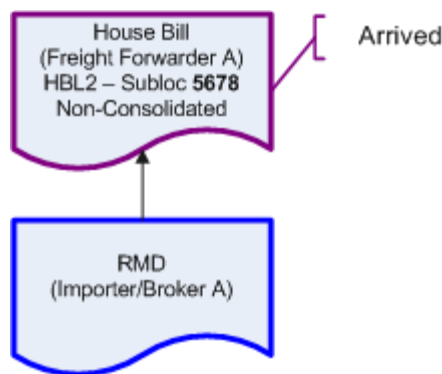 House Bill
(Freight Forwarder A)
HBL2 – Subloc 5678
Non-Consolidated
Arrived
RMD
(Importer/Broker A)